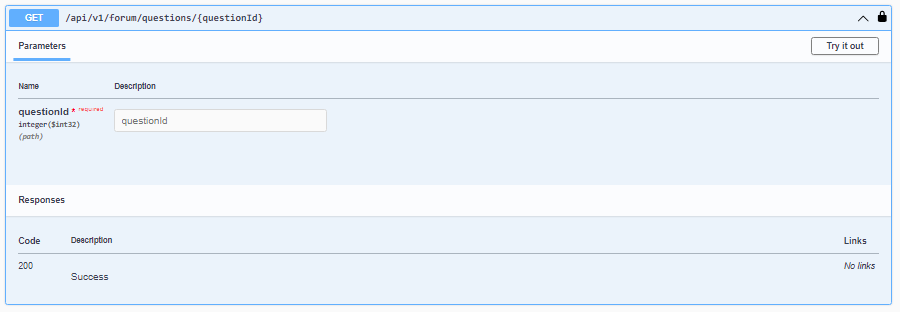 GET /api/v1/forum/questions/{questionId}
Parameters
Try it out
Name Description
questionId * required
integer($int32)
(path)
questionId
Responses
Code Description Links
200 Success No links